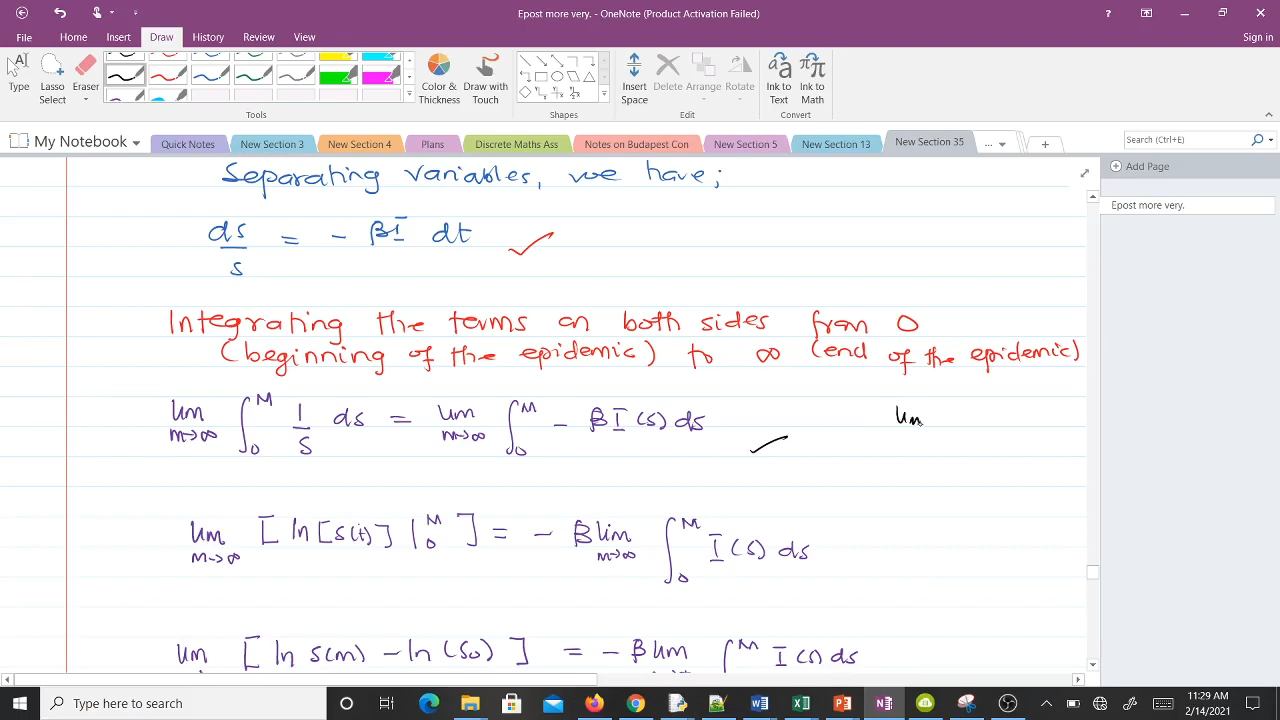 Epost more very. - OneNote (Product Activation Failed)
File Home Insert Draw History Review View Sign in
Type Lasso Select Eraser Color & Thickness Draw with Touch Insert Space Delete Arrange Rotate Ink to Text Ink to Math
Tools Shapes Edit Convert
My Notebook Quick Notes New Section 3 New Section 4 Plans Discrete Maths Ass Notes on Budapest Con New Section 5 New Section 13 New Section 35 ... + Search (Ctrl+E)
Add Page
Epost more very.
Separating variables, we have;
ds/s = - βI dt ✓
Integrating the terms on both sides from 0
(beginning of the epidemic) to ∞ (end of the epidemic)
lim m→∞ ∫₀ᴹ 1/s ds = lim m→∞ ∫₀ᴹ - βI(s) ds ✓ lim
lim m→∞ [ ln[S(t)] |₀ᴹ ] = - β lim m→∞ ∫₀ᴹ I(s) ds
lim [ ln s(m) - ln(s₀) ] = - β lim ∫ᴹ I(s) ds
Type here to search
11:29 AM
2/14/2021